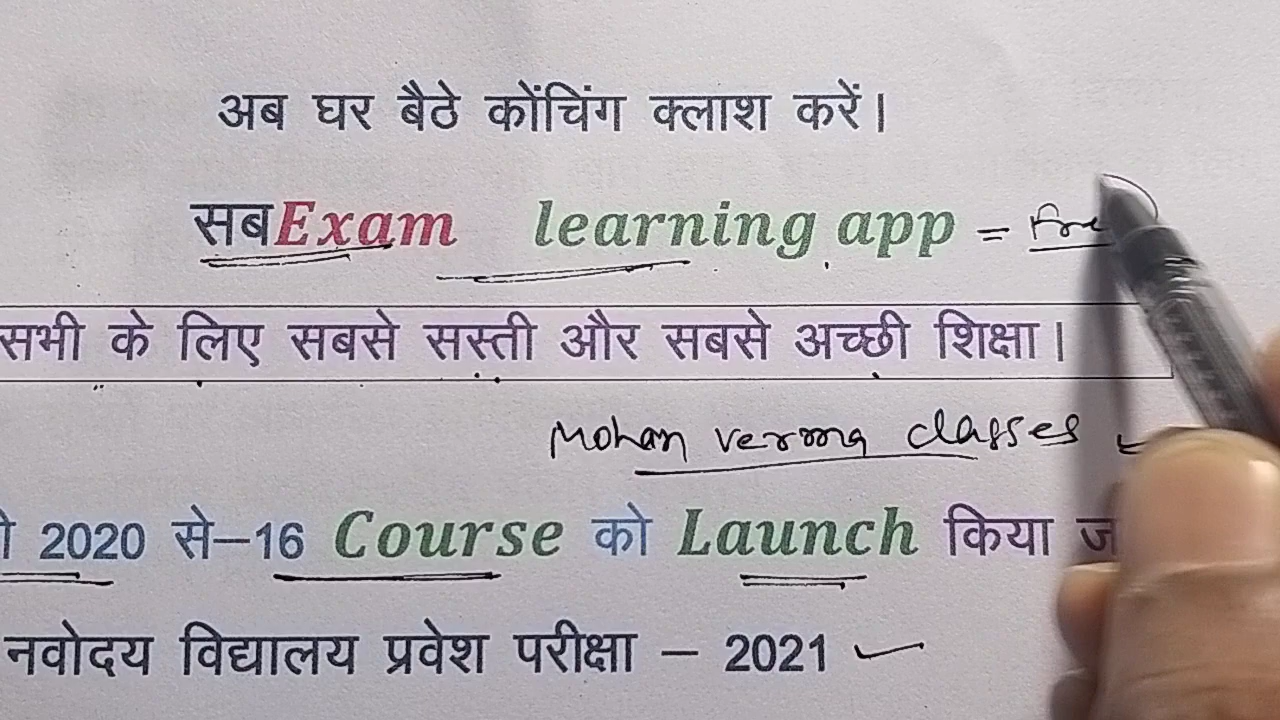 अब घर बैठे कोंचिंग क्लाश करें।
सबExam learning app = Free
सभी के लिए सबसे सस्ती और सबसे अच्छी शिक्षा।
Mohan verma classes
2020 से–16 Course को Launch किया
नवोदय विद्यालय प्रवेश परीक्षा – 2021